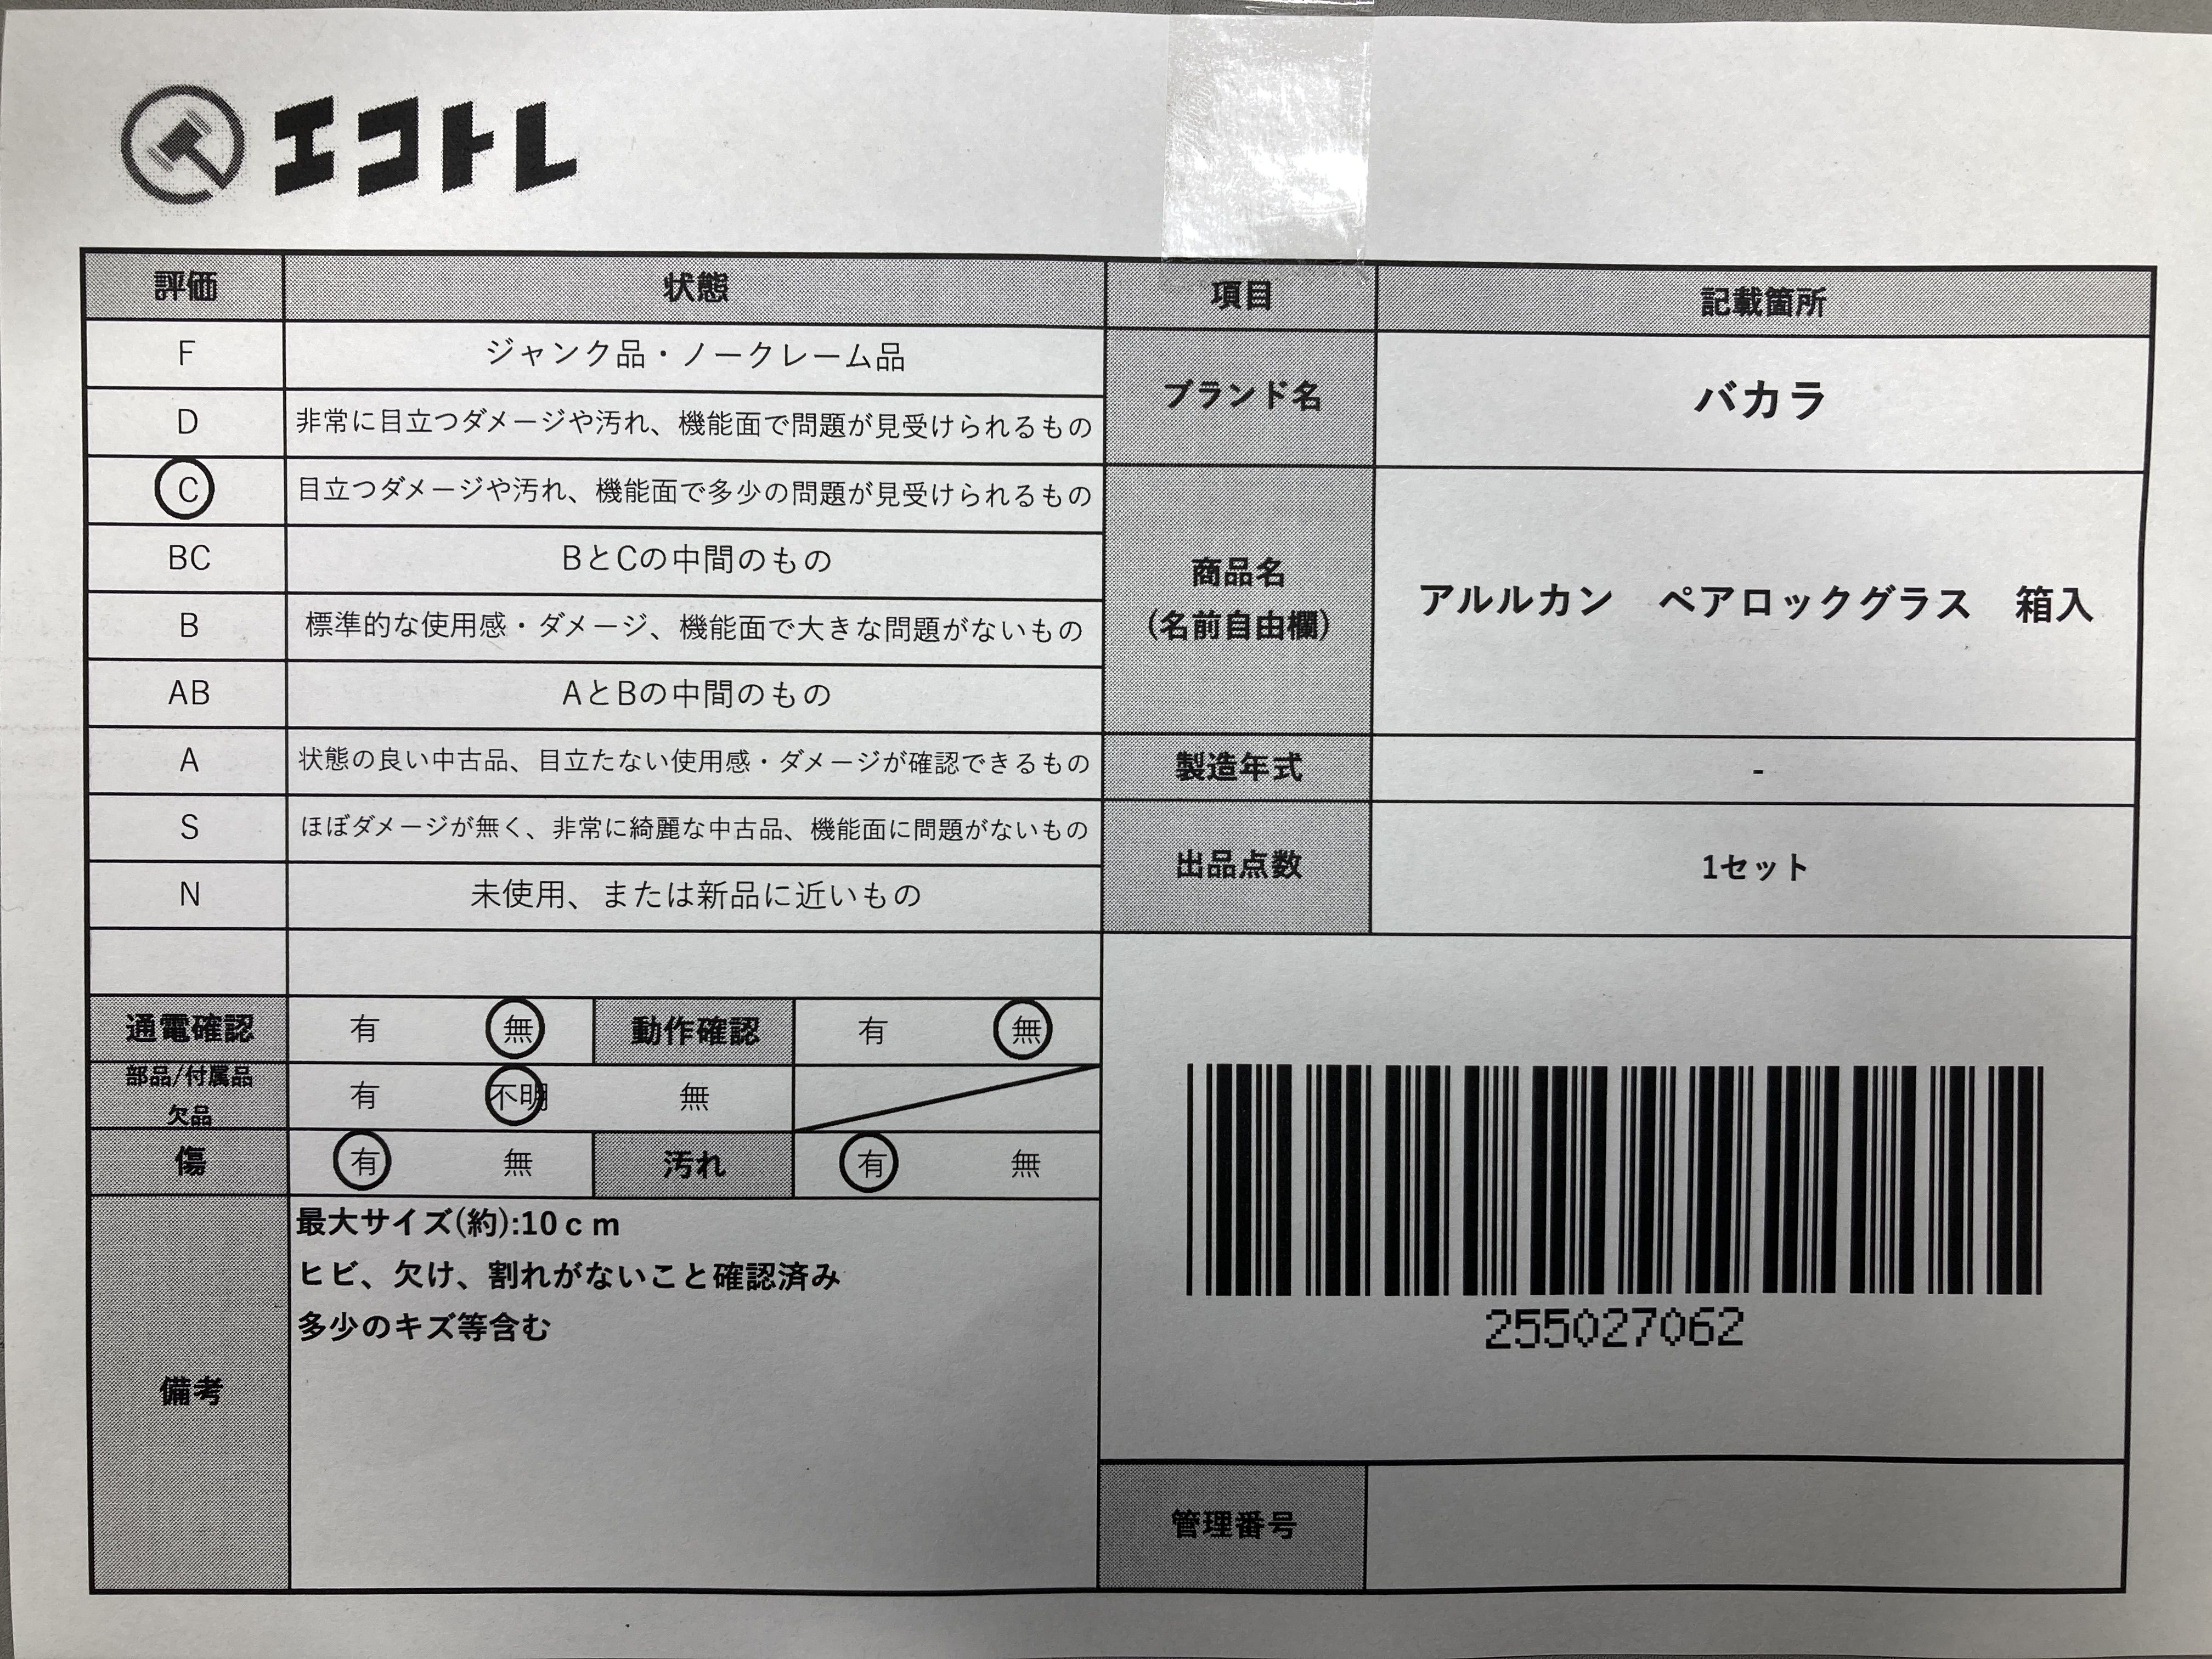 エコトレ
評価 状態 項目 記載箇所
F ジャンク品・ノークレーム品
D 非常に目立つダメージや汚れ、機能面で問題が見受けられるもの
ブランド名 バカラ
C 目立つダメージや汚れ、機能面で多少の問題が見受けられるもの
BC BとCの中間のもの
B 標準的な使用感・ダメージ、機能面で大きな問題がないもの
商品名
(名前自由欄)
アルルカン　ペアロックグラス　箱入
AB AとBの中間のもの
A 状態の良い中古品、目立たない使用感・ダメージが確認できるもの
製造年式 -
S ほぼダメージが無く、非常に綺麗な中古品、機能面に問題がないもの
出品点数 1セット
N 未使用、または新品に近いもの
通電確認 有 無 動作確認 有 無
部品/付属品
欠品
有 不明 無
傷 有 無 汚れ 有 無
備考
最大サイズ(約):10ｃｍ
ヒビ、欠け、割れがないこと確認済み
多少のキズ等含む
255027062
管理番号